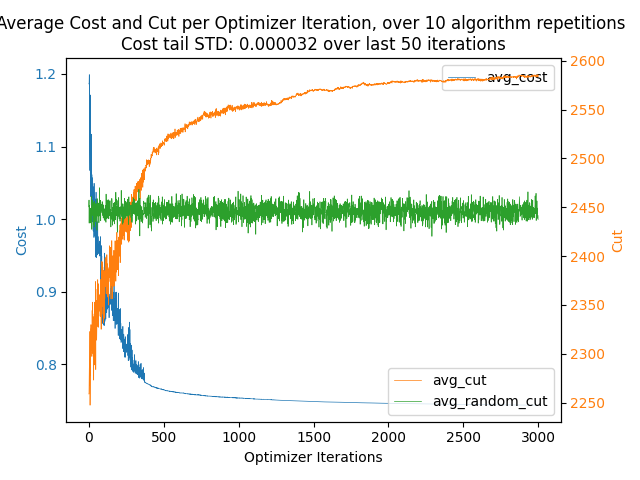 Average Cost and Cut per Optimizer Iteration, over 10 algorithm repetitions
Cost tail STD: 0.000032 over last 50 iterations
1.2
1.1
1.0
0.9
0.8
Cost
2600
2550
2500
2450
2400
2350
2300
2250
Cut
avg_cost
avg_cut
avg_random_cut
0
500
1000
1500
2000
2500
3000
Optimizer Iterations